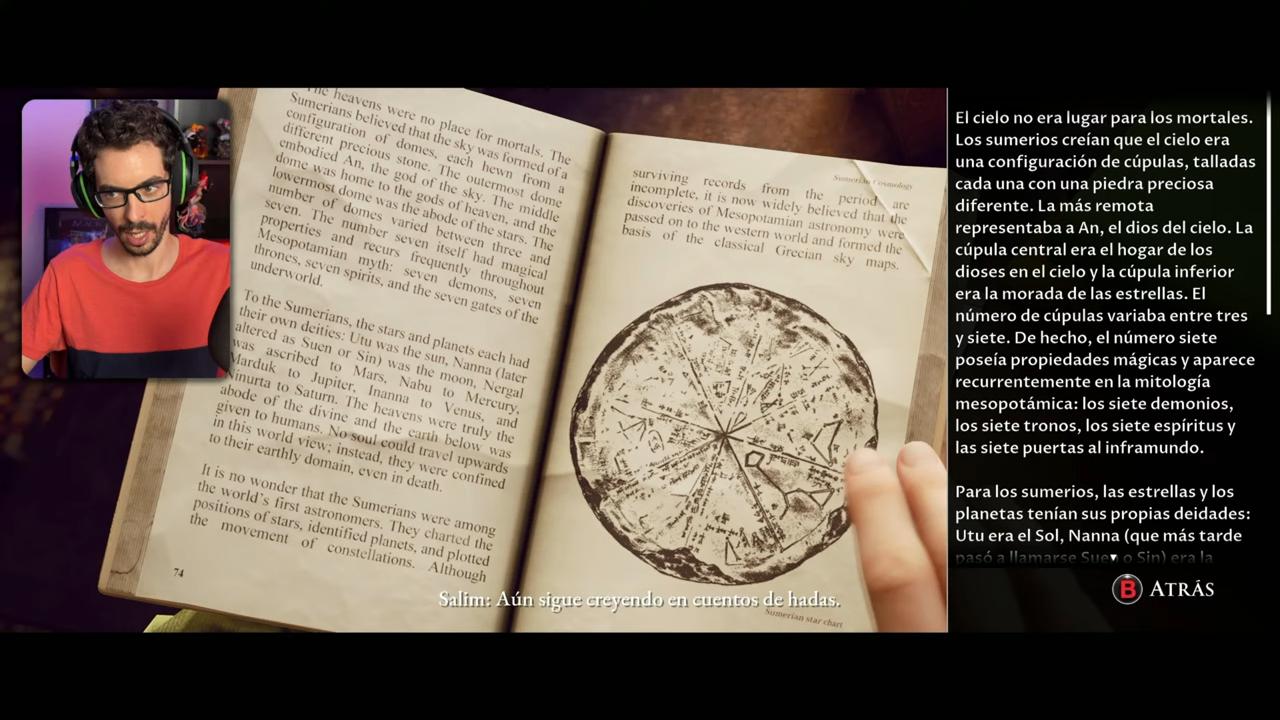 The heavens were no place for mortals. The
Sumerians believed that the sky was formed of a
configuration of domes, each hewn from a
different precious stone. The outermost dome
embodied An, the god of the sky. The middle
dome was home to the gods of heaven, and the
lowermost dome was the abode of the stars. The
number of domes varied between three and
seven. The number seven itself had magical
properties and recurs frequently throughout
Mesopotamian myth: seven demons, seven
thrones, seven spirits, and the seven gates of the
underworld.
To the Sumerians, the stars and planets each had
their own deities: Utu was the sun, Nanna (later
altered as Suen or Sin) was the moon, Nergal
was ascribed to Mars, Nabu to Mercury,
Marduk to Jupiter, Inanna to Venus, and
Ninurta to Saturn. The heavens were truly the
abode of the divine and the earth below was
given to humans. No soul could travel upwards
in this world view; instead, they were confined
to their earthly domain, even in death.
It is no wonder that the Sumerians were among
the world's first astronomers. They charted the
positions of stars, identified planets, and plotted
the movement of constellations. Although
74
Sumerian Cosmology
surviving records from the period are
incomplete, it is now widely believed that the
discoveries of Mesopotamian astronomy were
passed on to the western world and formed the
basis of the classical Grecian sky maps.
Sumerian star chart
Salim: Aún sigue creyendo en cuentos de hadas.
El cielo no era lugar para los mortales.
Los sumerios creían que el cielo era
una configuración de cúpulas, talladas
cada una con una piedra preciosa
diferente. La más remota
representaba a An, el dios del cielo. La
cúpula central era el hogar de los
dioses en el cielo y la cúpula inferior
era la morada de las estrellas. El
número de cúpulas variaba entre tres
y siete. De hecho, el número siete
poseía propiedades mágicas y aparece
recurrentemente en la mitología
mesopotámica: los siete demonios,
los siete tronos, los siete espíritus y
las siete puertas al inframundo.
Para los sumerios, las estrellas y los
planetas tenían sus propias deidades:
Utu era el Sol, Nanna (que más tarde
pasó a llamarse Suen o Sin) era la
B ATRÁS